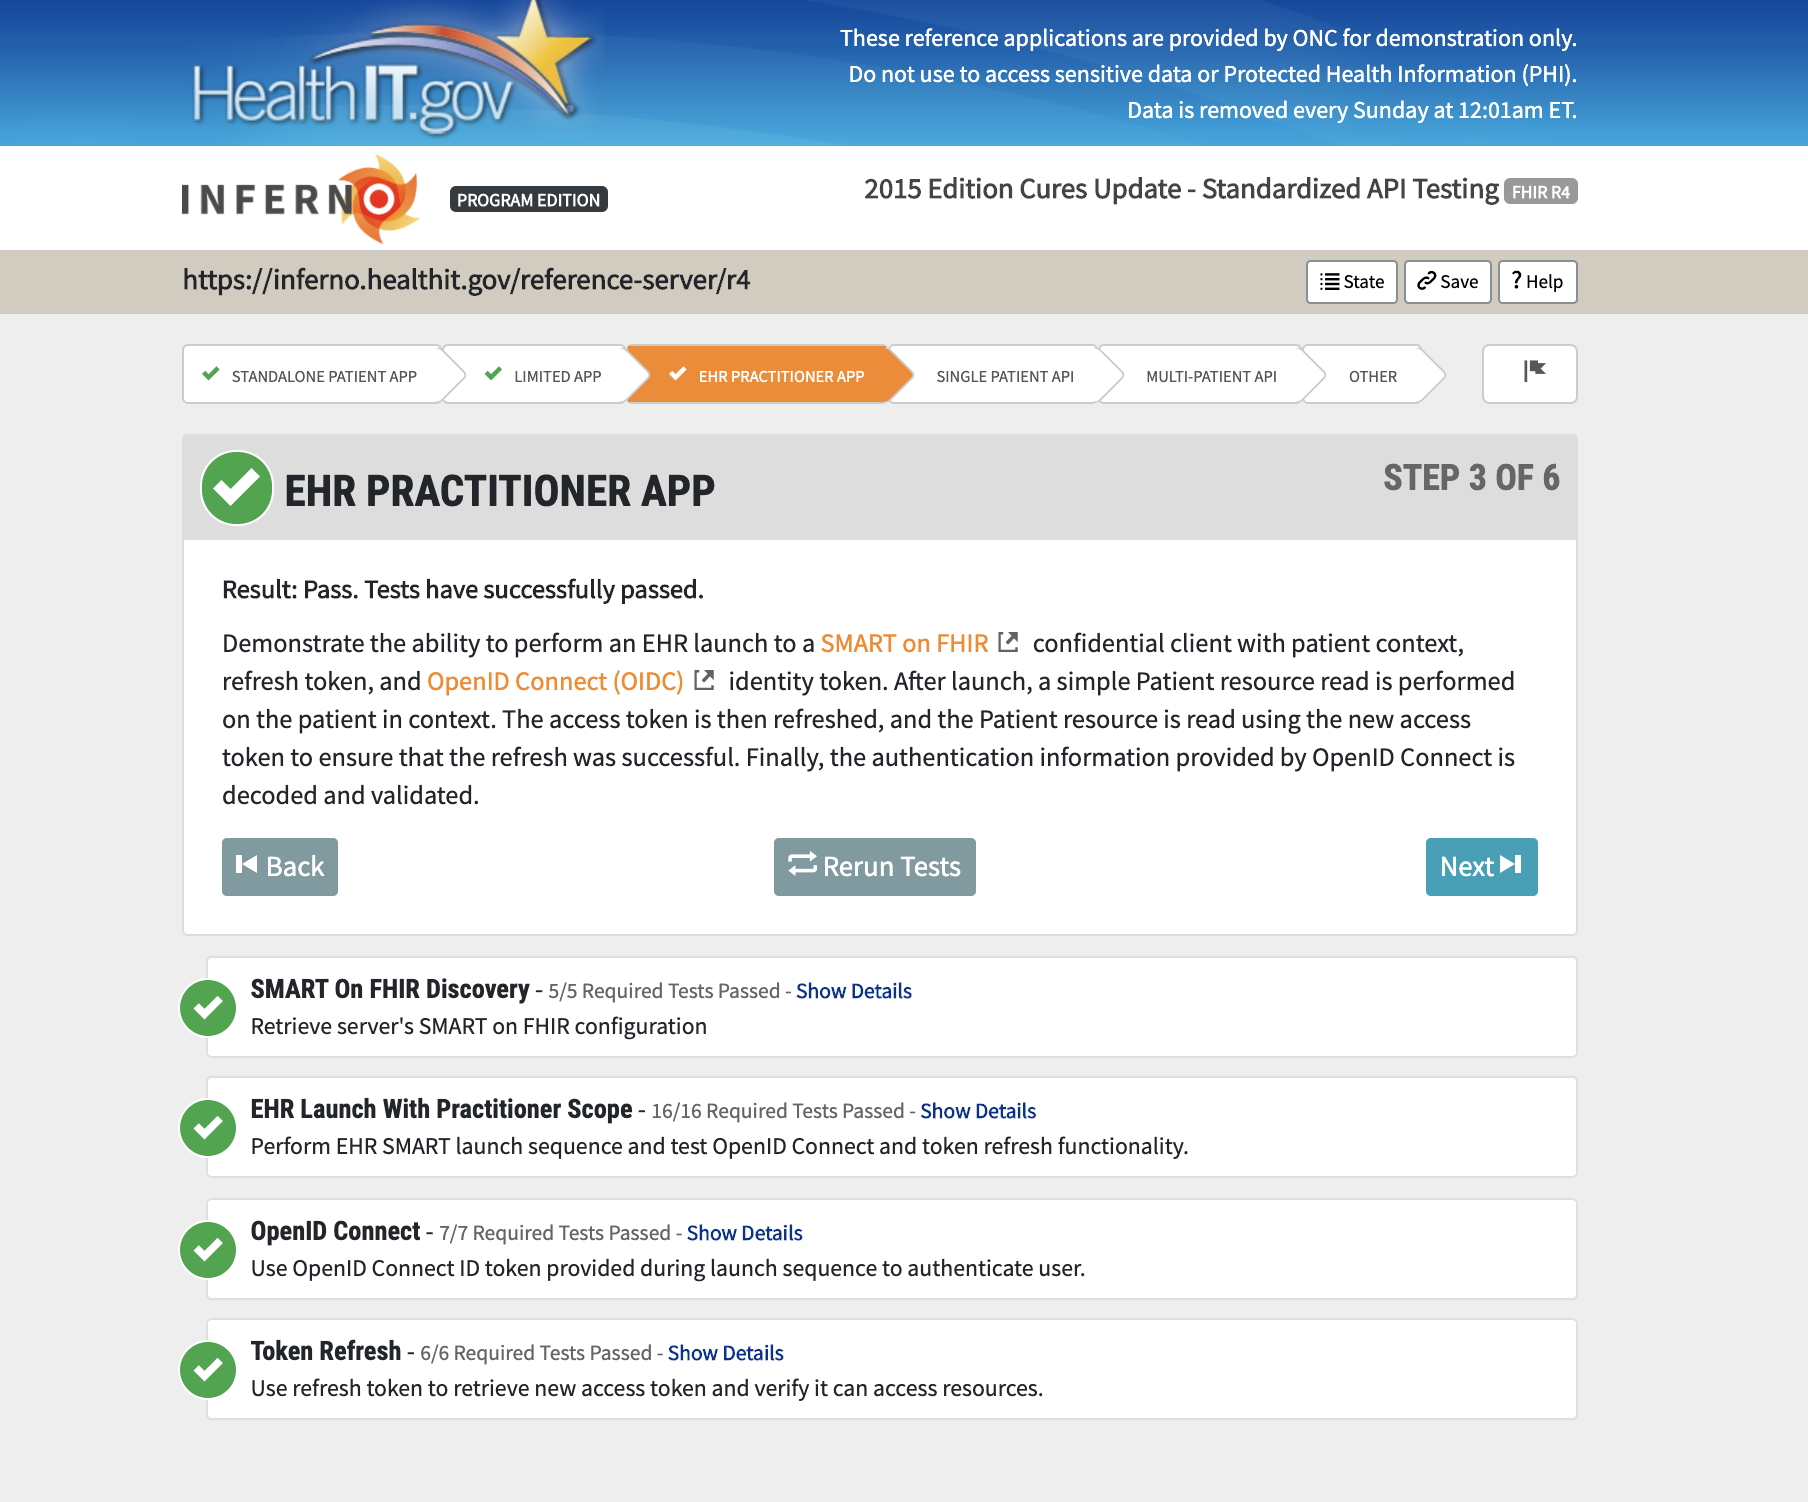 HealthIT.gov
These reference applications are provided by ONC for demonstration only.
Do not use to access sensitive data or Protected Health Information (PHI).
Data is removed every Sunday at 12:01am ET.
INFERNO PROGRAM EDITION
2015 Edition Cures Update - Standardized API Testing FHIR R4
https://inferno.healthit.gov/reference-server/r4
State Save ? Help
STANDALONE PATIENT APP LIMITED APP EHR PRACTITIONER APP SINGLE PATIENT API MULTI-PATIENT API OTHER
EHR PRACTITIONER APP
STEP 3 OF 6
Result: Pass. Tests have successfully passed.
Demonstrate the ability to perform an EHR launch to a SMART on FHIR confidential client with patient context,
refresh token, and OpenID Connect (OIDC) identity token. After launch, a simple Patient resource read is performed
on the patient in context. The access token is then refreshed, and the Patient resource is read using the new access
token to ensure that the refresh was successful. Finally, the authentication information provided by OpenID Connect is
decoded and validated.
Back Rerun Tests Next
SMART On FHIR Discovery - 5/5 Required Tests Passed - Show Details
Retrieve server's SMART on FHIR configuration
EHR Launch With Practitioner Scope - 16/16 Required Tests Passed - Show Details
Perform EHR SMART launch sequence and test OpenID Connect and token refresh functionality.
OpenID Connect - 7/7 Required Tests Passed - Show Details
Use OpenID Connect ID token provided during launch sequence to authenticate user.
Token Refresh - 6/6 Required Tests Passed - Show Details
Use refresh token to retrieve new access token and verify it can access resources.